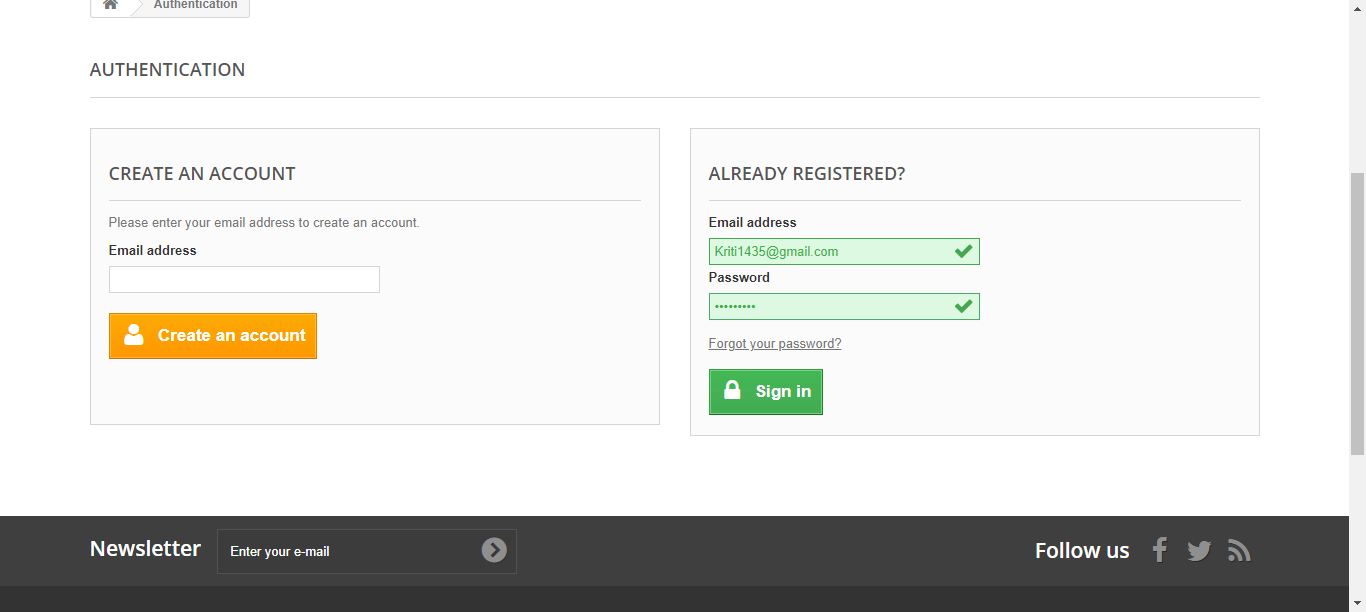 Authentication
AUTHENTICATION
CREATE AN ACCOUNT
Please enter your email address to create an account.
Email address
Create an account
ALREADY REGISTERED?
Email address
Kriti1435@gmail.com
Password
•••••••••
Forgot your password?
Sign in
Newsletter
Enter your e-mail
Follow us